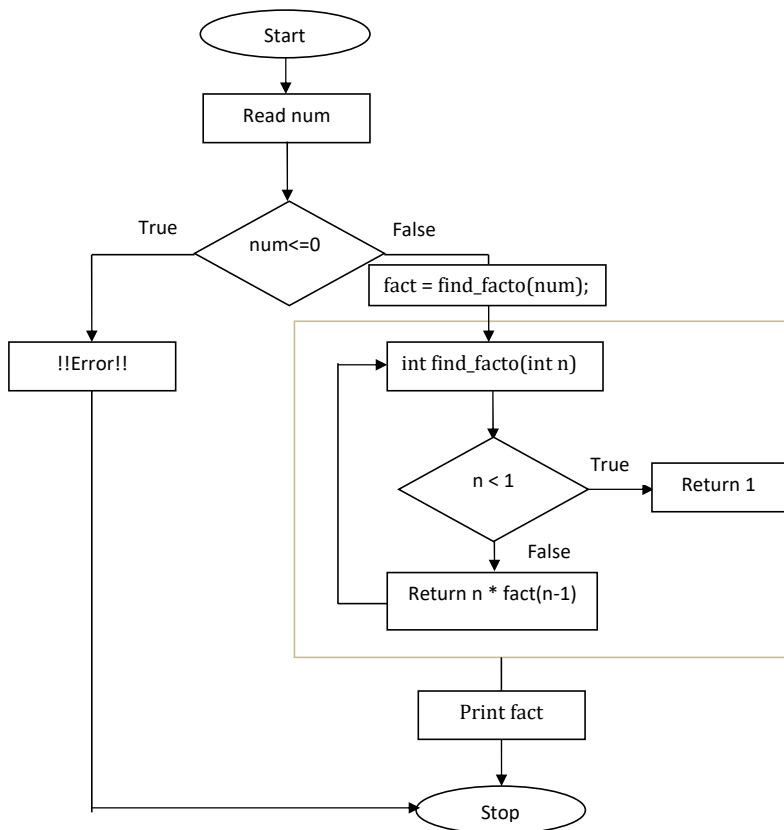 Start
Read num
True
num<=0
False
fact = find_facto(num);
!!Error!!
int find_facto(int n)
n < 1
True
Return 1
False
Return n * fact(n-1)
Print fact
Stop